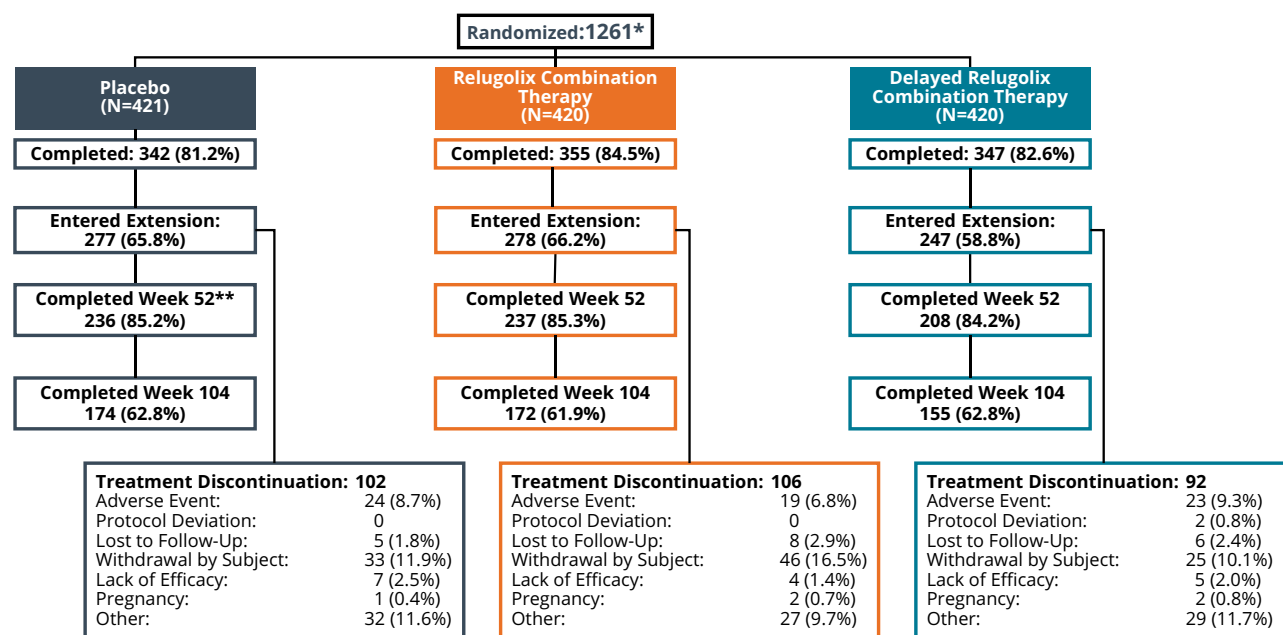 Randomized:1261*
Placebo
(N=421)
Relugolix Combination
Therapy
(N=420)
Delayed Relugolix
Combination Therapy
(N=420)
Completed: 342 (81.2%)
Completed: 355 (84.5%)
Completed: 347 (82.6%)
Entered Extension:
277 (65.8%)
Entered Extension:
278 (66.2%)
Entered Extension:
247 (58.8%)
Completed Week 52**
236 (85.2%)
Completed Week 52
237 (85.3%)
Completed Week 52
208 (84.2%)
Completed Week 104
174 (62.8%)
Completed Week 104
172 (61.9%)
Completed Week 104
155 (62.8%)
Treatment Discontinuation: 102
Adverse Event: 24 (8.7%)
Protocol Deviation: 0
Lost to Follow-Up: 5 (1.8%)
Withdrawal by Subject: 33 (11.9%)
Lack of Efficacy: 7 (2.5%)
Pregnancy: 1 (0.4%)
Other: 32 (11.6%)
Treatment Discontinuation: 106
Adverse Event: 19 (6.8%)
Protocol Deviation: 0
Lost to Follow-Up: 8 (2.9%)
Withdrawal by Subject: 46 (16.5%)
Lack of Efficacy: 4 (1.4%)
Pregnancy: 2 (0.7%)
Other: 27 (9.7%)
Treatment Discontinuation: 92
Adverse Event: 23 (9.3%)
Protocol Deviation: 2 (0.8%)
Lost to Follow-Up: 6 (2.4%)
Withdrawal by Subject: 25 (10.1%)
Lack of Efficacy: 5 (2.0%)
Pregnancy: 2 (0.8%)
Other: 29 (11.7%)